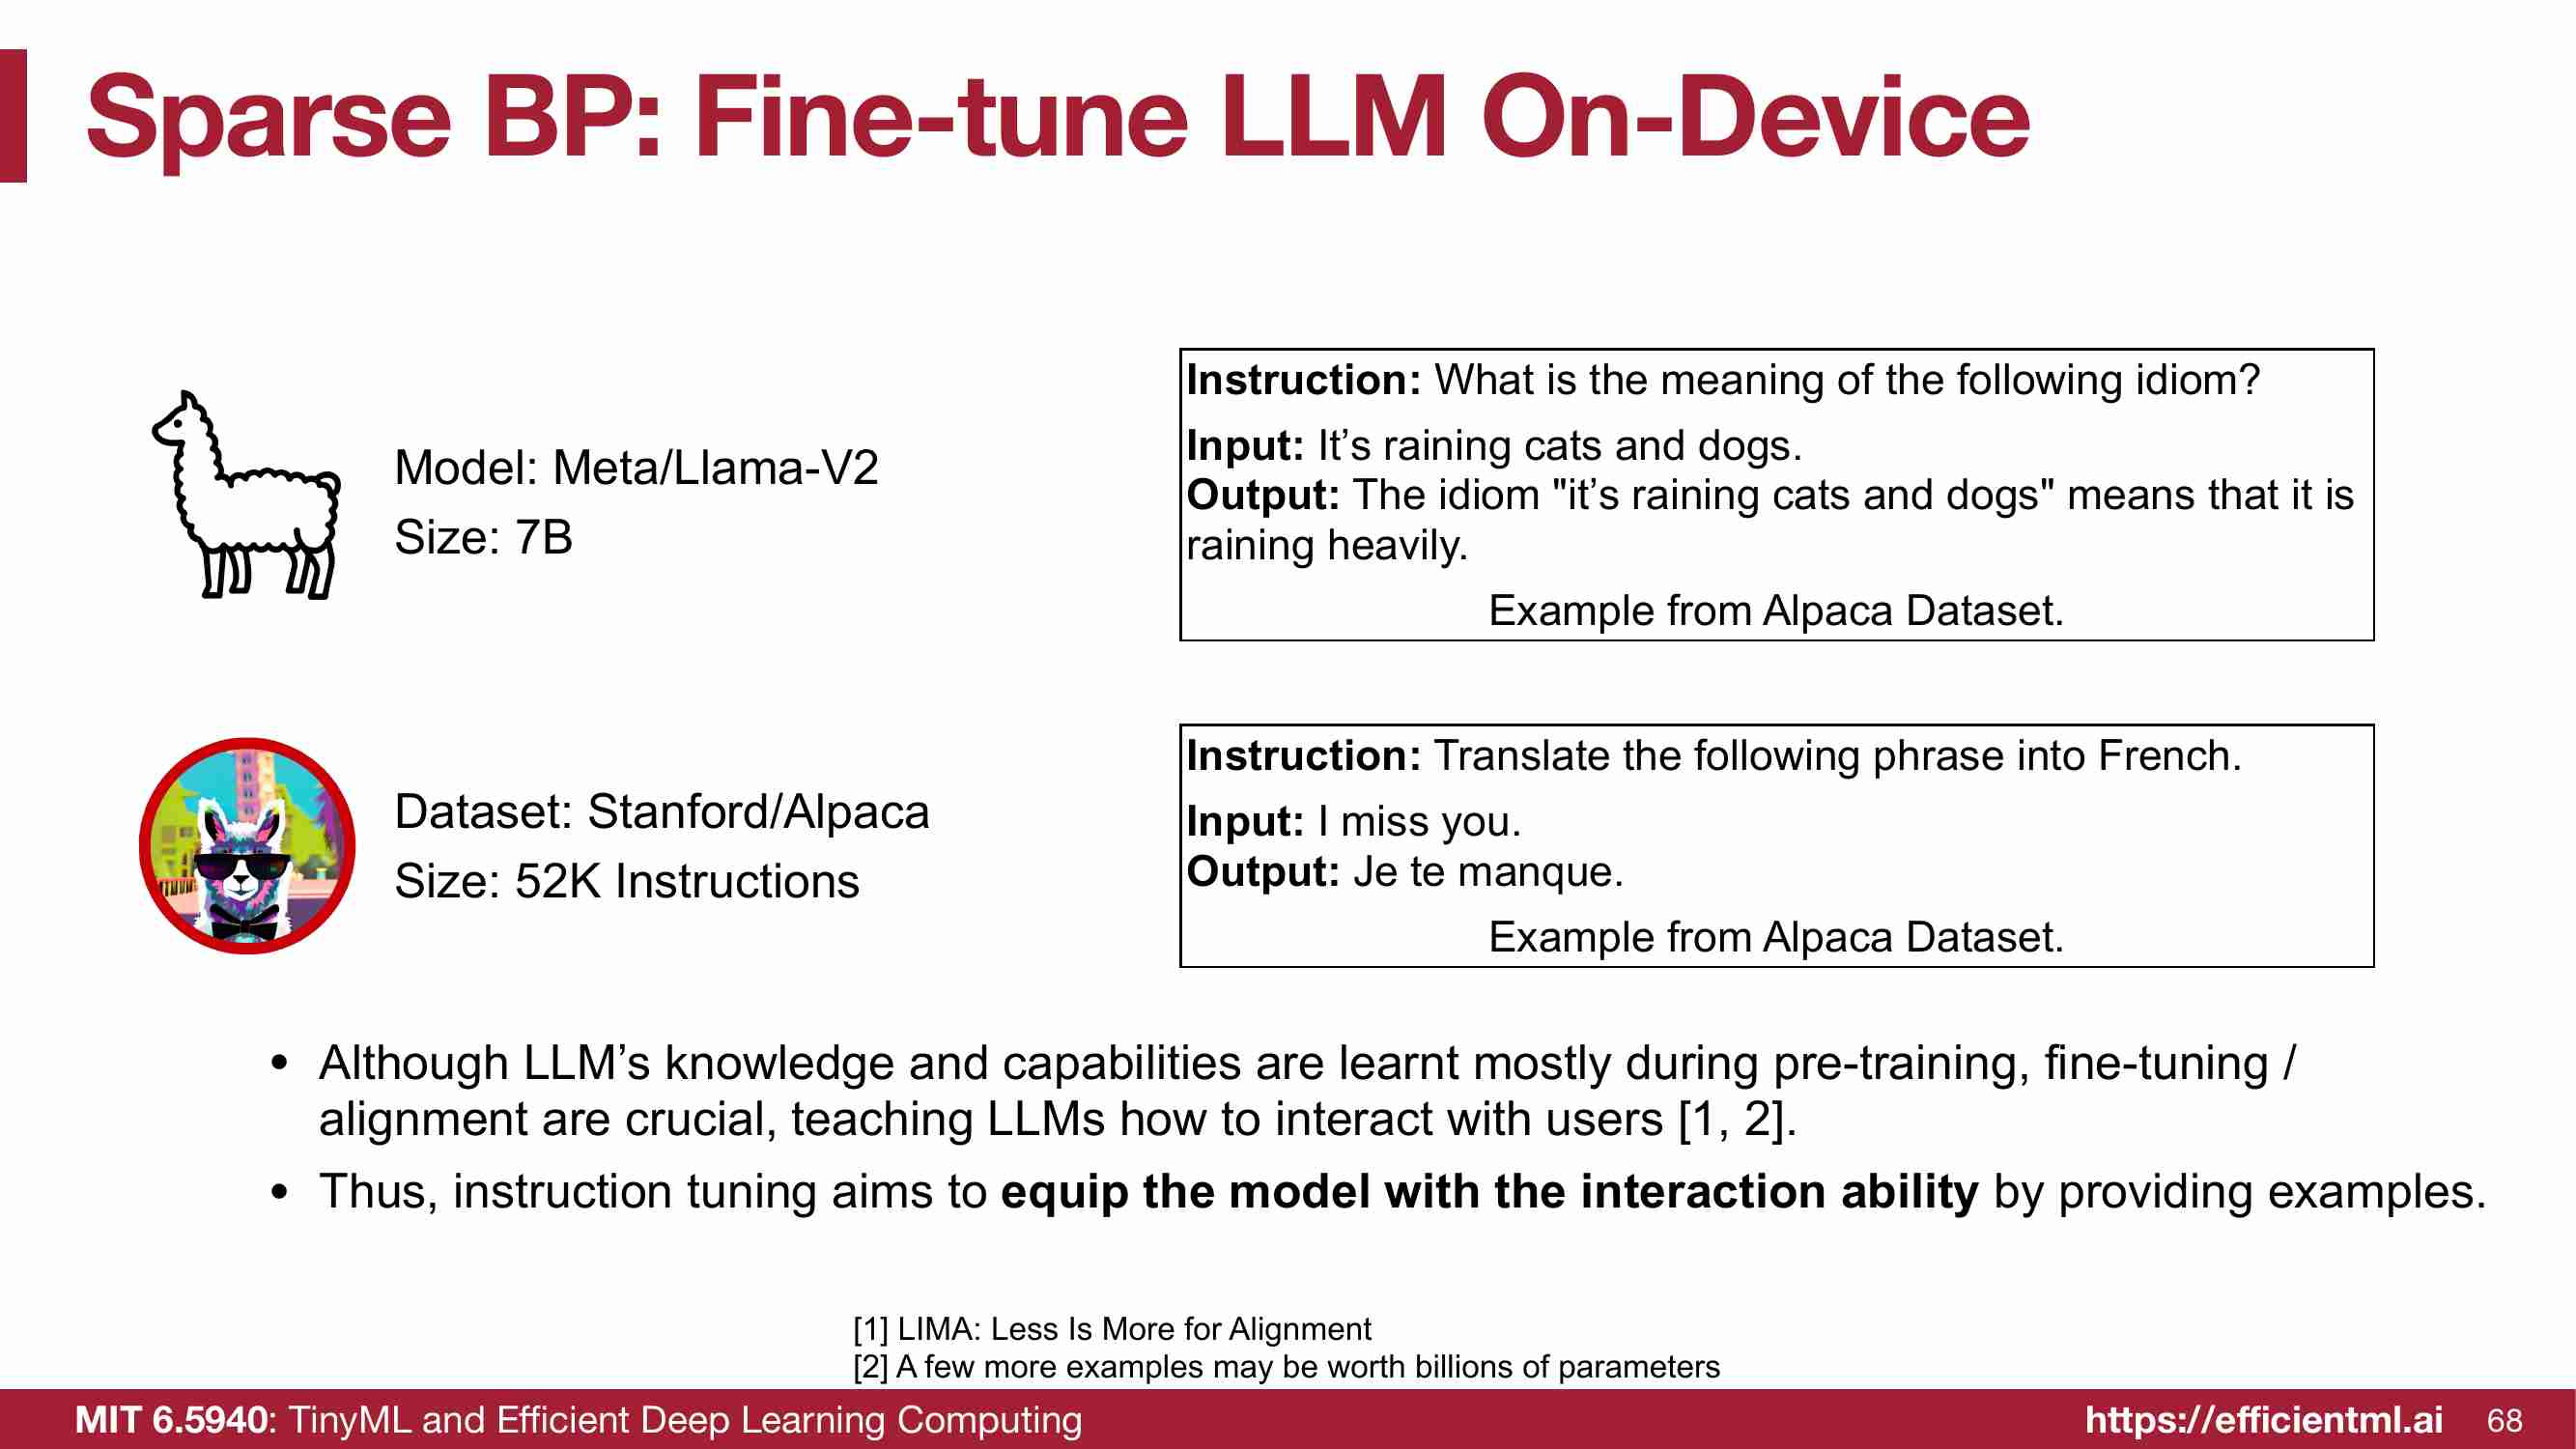 Sparse BP: Fine-tune LLM On-Device
Model: Meta/Llama-V2
Size: 7B
Instruction: What is the meaning of the following idiom?
Input: It’s raining cats and dogs.
Output: The idiom "it’s raining cats and dogs" means that it is
raining heavily.
Example from Alpaca Dataset.
Dataset: Stanford/Alpaca
Size: 52K Instructions
Instruction: Translate the following phrase into French.
Input: I miss you.
Output: Je te manque.
Example from Alpaca Dataset.
• Although LLM’s knowledge and capabilities are learnt mostly during pre-training, fine-tuning /
alignment are crucial, teaching LLMs how to interact with users [1, 2].
• Thus, instruction tuning aims to equip the model with the interaction ability by providing examples.
[1] LIMA: Less Is More for Alignment
[2] A few more examples may be worth billions of parameters
MIT 6.5940: TinyML and Efficient Deep Learning Computing
https://efficientml.ai 68